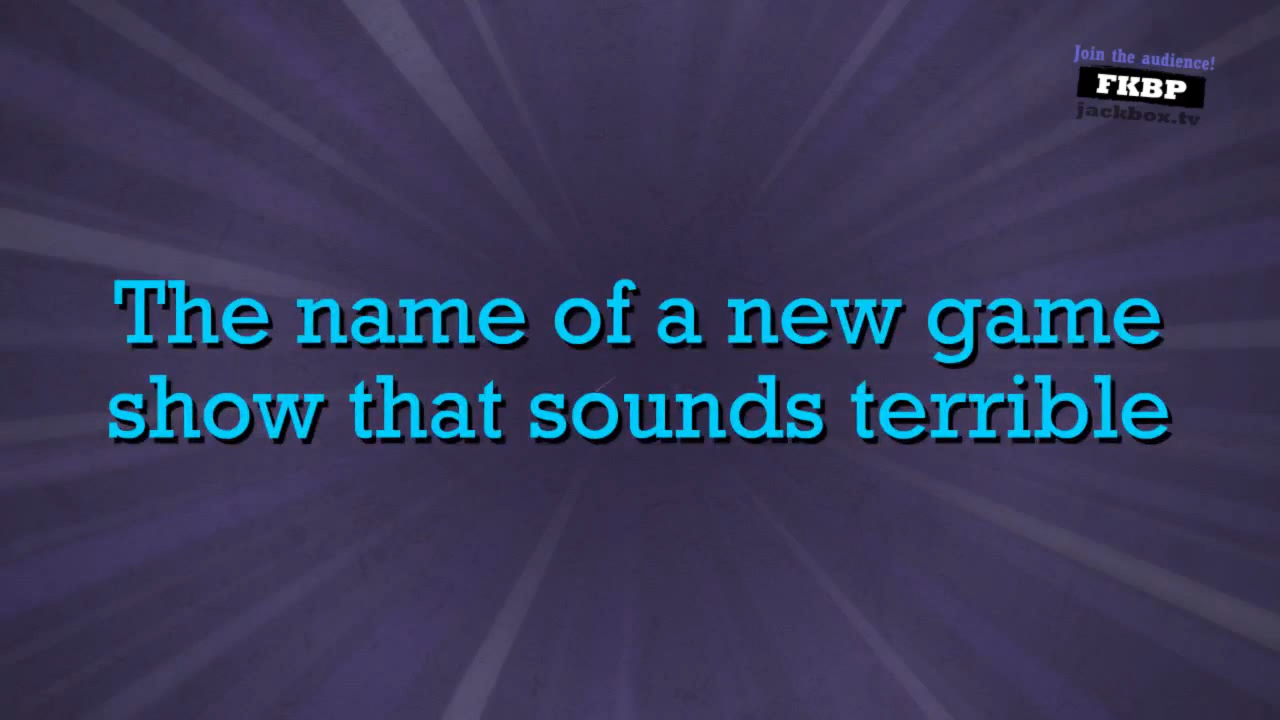 Join the audience!
FKBP
jackbox.tv
The name of a new game
show that sounds terrible